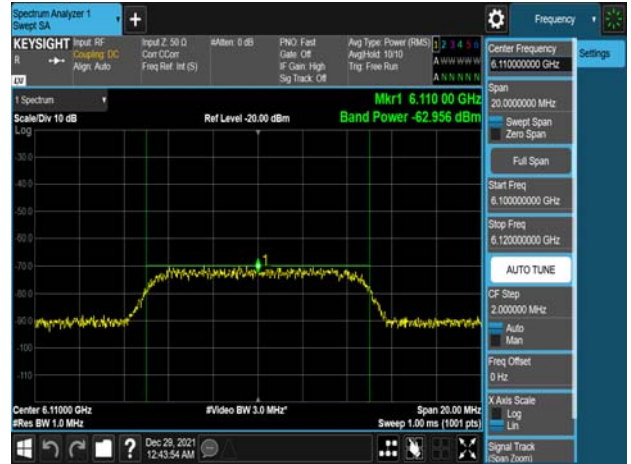 Spectrum Analyzer 1
Swept SA
+
Frequency
KEYSIGHT
R
LV
Input: RF
Coupling: DC
Align: Auto
Input Z: 50 Ω
Corr CCorr
Freq Ref: Int (S)
#Atten: 0 dB
PNO: Fast
Gate: Off
IF Gain: High
Sig Track: Off
Avg Type: Power (RMS)
Avg|Hold: 10/10
Trig: Free Run
1 2 3 4 5 6
A W W W W W
A N N N N N
Settings
Center Frequency
6.110000000 GHz
Span
20.0000000 MHz
Swept Span
Zero Span
Full Span
Start Freq
6.100000000 GHz
Stop Freq
6.120000000 GHz
AUTO TUNE
CF Step
2.000000 MHz
Auto
Man
Freq Offset
0 Hz
X Axis Scale
Log
Lin
Signal Track
(Span Zoom)
1 Spectrum
Scale/Div 10 dB
Log
Ref Level -20.00 dBm
Mkr1 6.110 00 GHz
Band Power -62.956 dBm
-30.0
-40.0
-50.0
-60.0
-70.0
-80.0
-90.0
-100
-110
1
Center 6.11000 GHz
#Res BW 1.0 MHz
#Video BW 3.0 MHz*
Span 20.00 MHz
Sweep 1.00 ms (1001 pts)
?
Dec 29, 2021
12:43:54 AM